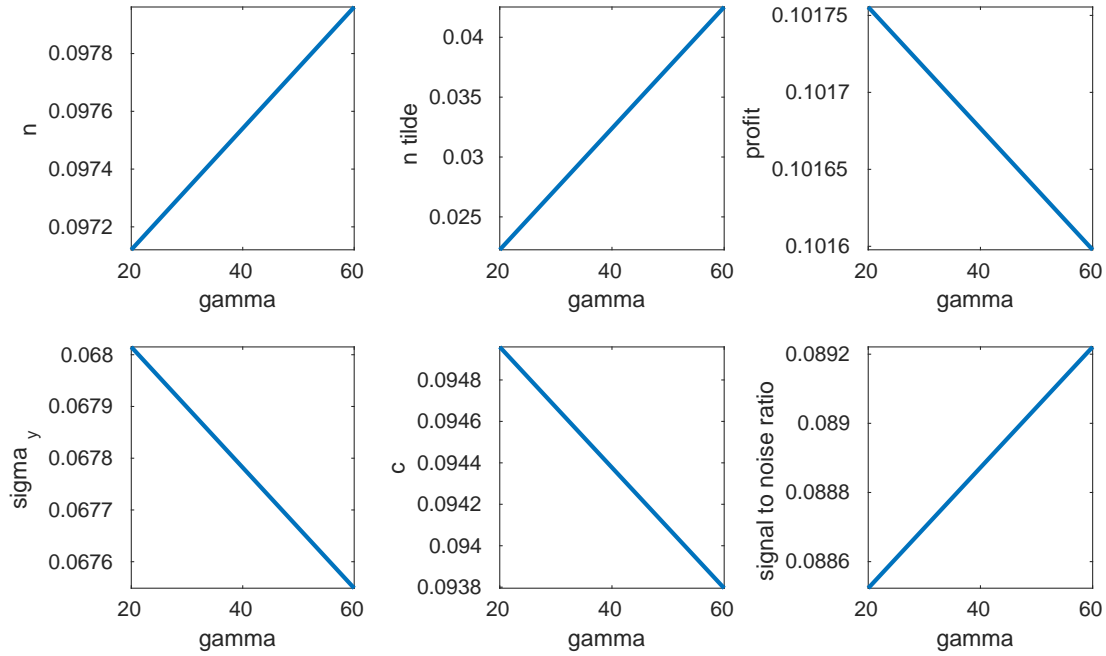 n
0.0978
0.0976
0.0974
0.0972
20 40 60
gamma
n tilde
0.04
0.035
0.03
0.025
20 40 60
gamma
profit
0.10175
0.1017
0.10165
0.1016
20 40 60
gamma
sigma y
0.068
0.0679
0.0678
0.0677
0.0676
20 40 60
gamma
c
0.0948
0.0946
0.0944
0.0942
0.094
0.0938
20 40 60
gamma
signal to noise ratio
0.0892
0.089
0.0888
0.0886
20 40 60
gamma